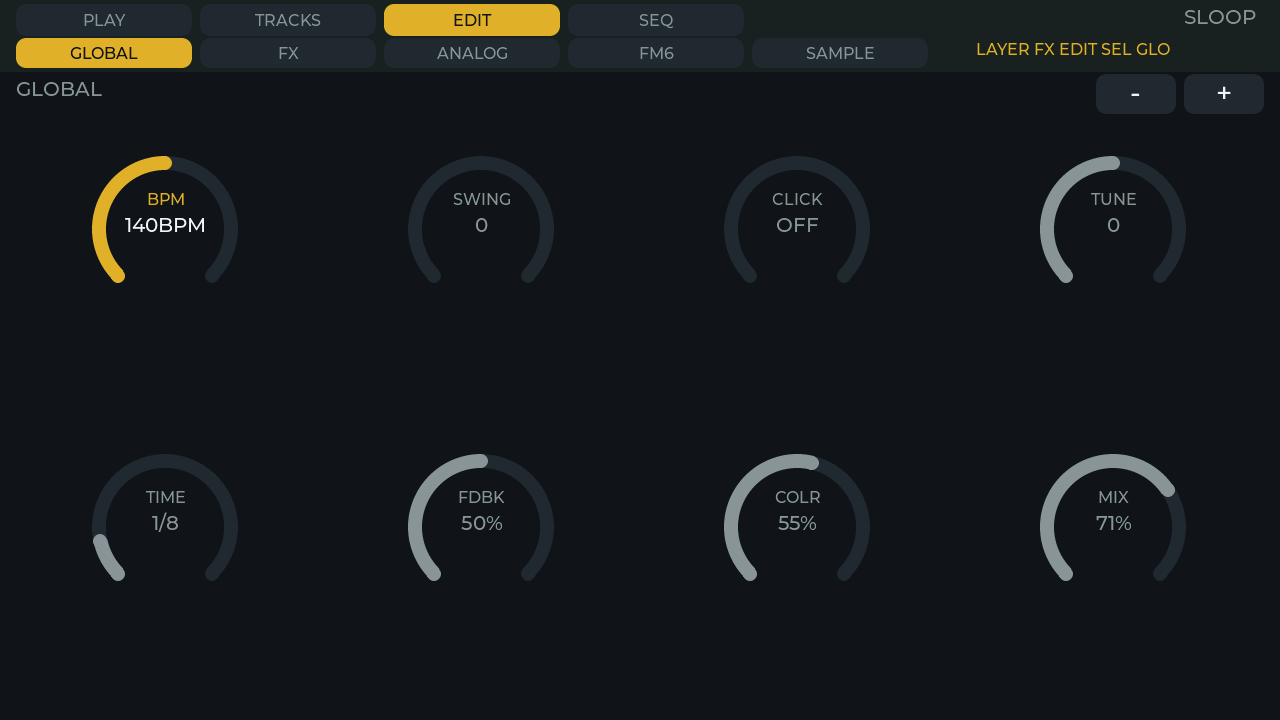 PLAY TRACKS EDIT SEQ SLOOP
GLOBAL FX ANALOG FM6 SAMPLE LAYER FX EDIT SEL GLO
GLOBAL - +
BPM SWING CLICK TUNE
140BPM 0 OFF 0
TIME FDBK COLR MIX
1/8 50% 55% 71%